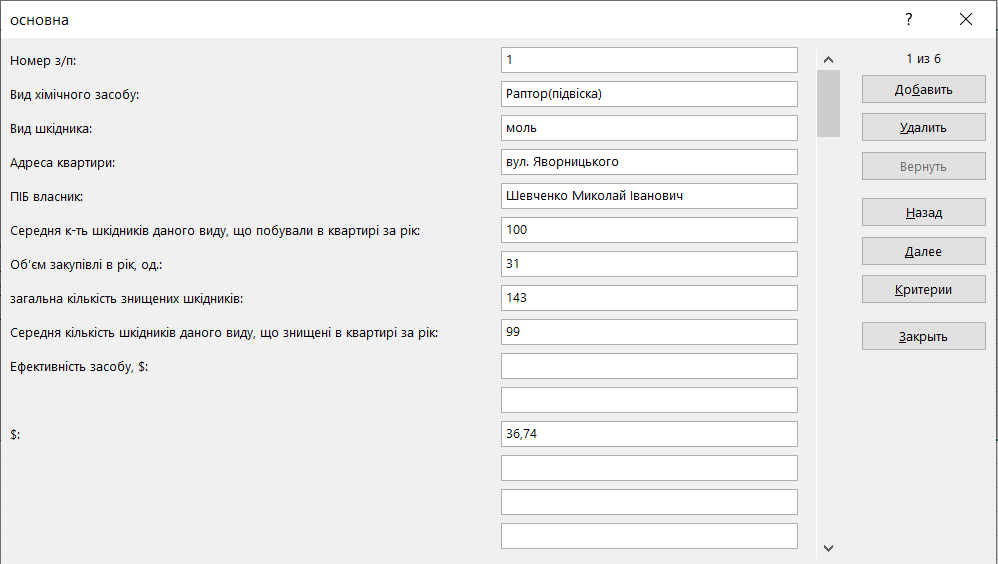 основна
?
Номер з/п: 1
Вид хімічного засобу: Раптор(підвіска)
Вид шкідника: моль
Адреса квартири: вул. Яворницького
ПІБ власник: Шевченко Миколай Іванович
Середня к-ть шкідників даного виду, що побували в квартирі за рік: 100
Об'єм закупівлі в рік, од.: 31
загальна кількість знищених шкідників: 143
Середня кількість шкідників даного виду, що знищені в квартирі за рік: 99
Ефективність засобу, $:
$: 36,74
1 из 6
Добавить
Удалить
Вернуть
Назад
Далее
Критерии
Закрыть